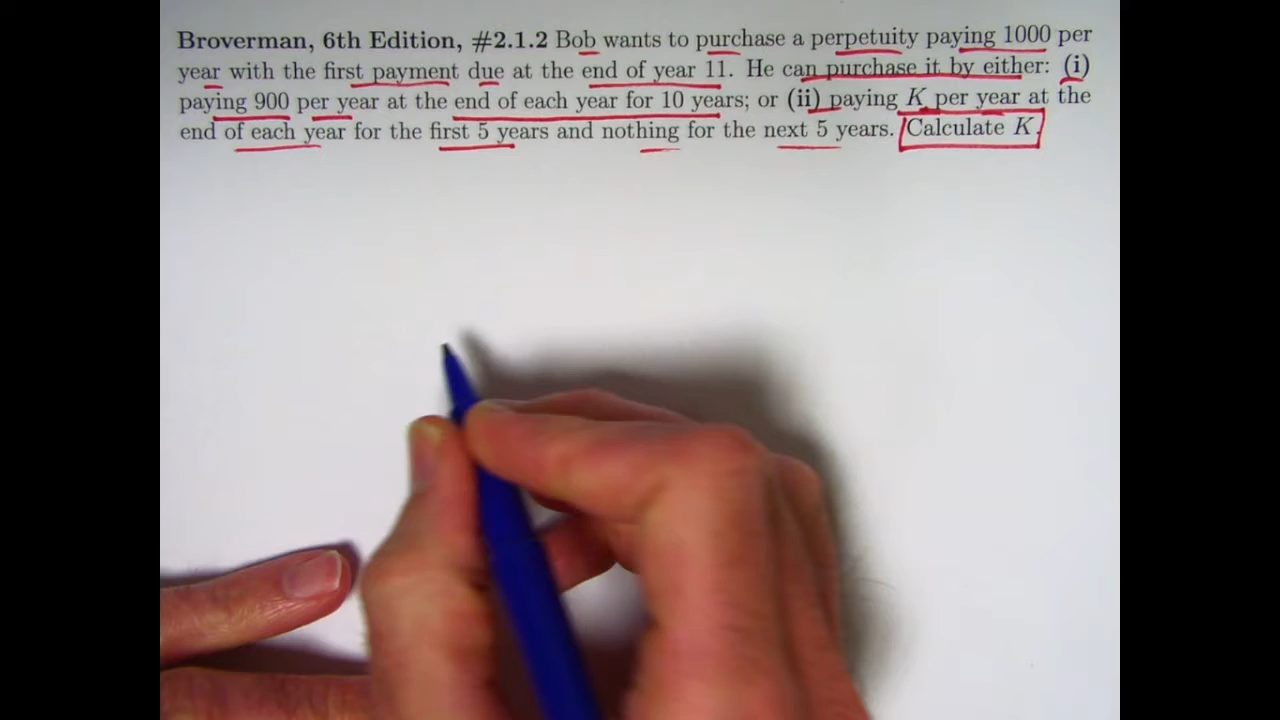 Broverman, 6th Edition, #2.1.2 Bob wants to purchase a perpetuity paying 1000 per
year with the first payment due at the end of year 11. He can purchase it by either: (i)
paying 900 per year at the end of each year for 10 years; or (ii) paying K per year at the
end of each year for the first 5 years and nothing for the next 5 years. Calculate K.